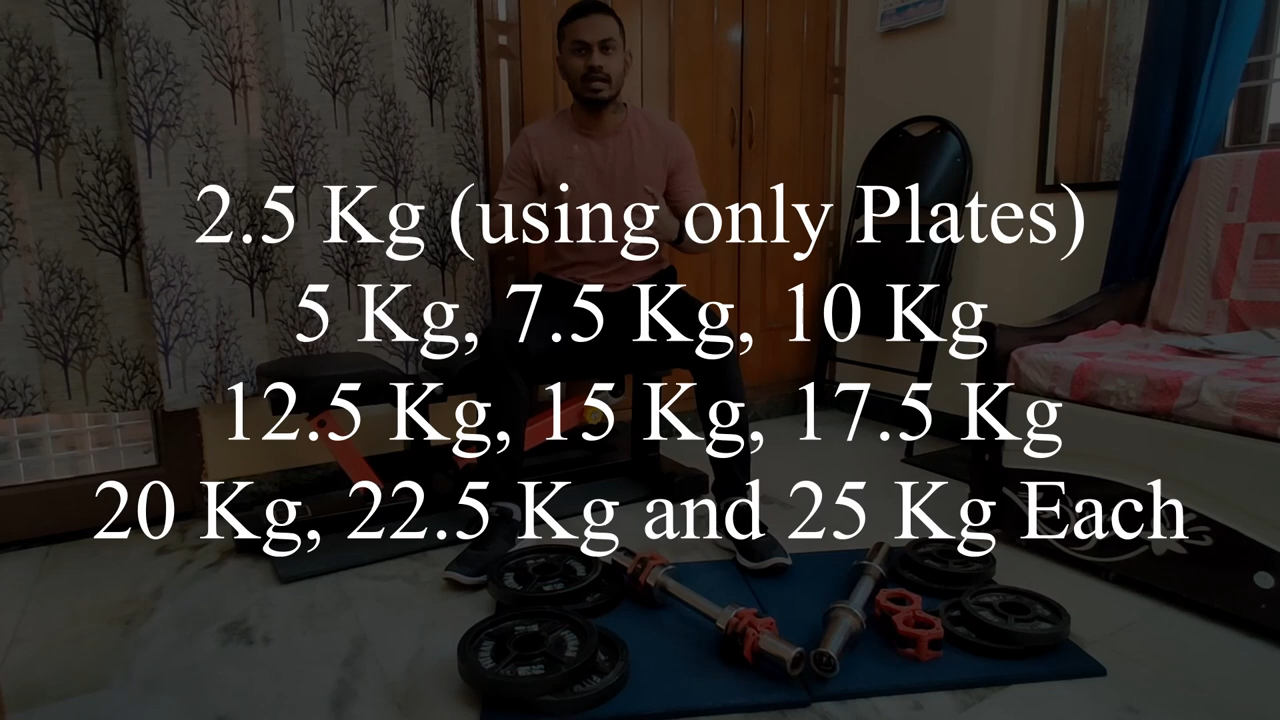 2.5 Kg (using only Plates)
5 Kg, 7.5 Kg, 10 Kg
12.5 Kg, 15 Kg, 17.5 Kg
20 Kg, 22.5 Kg and 25 Kg Each